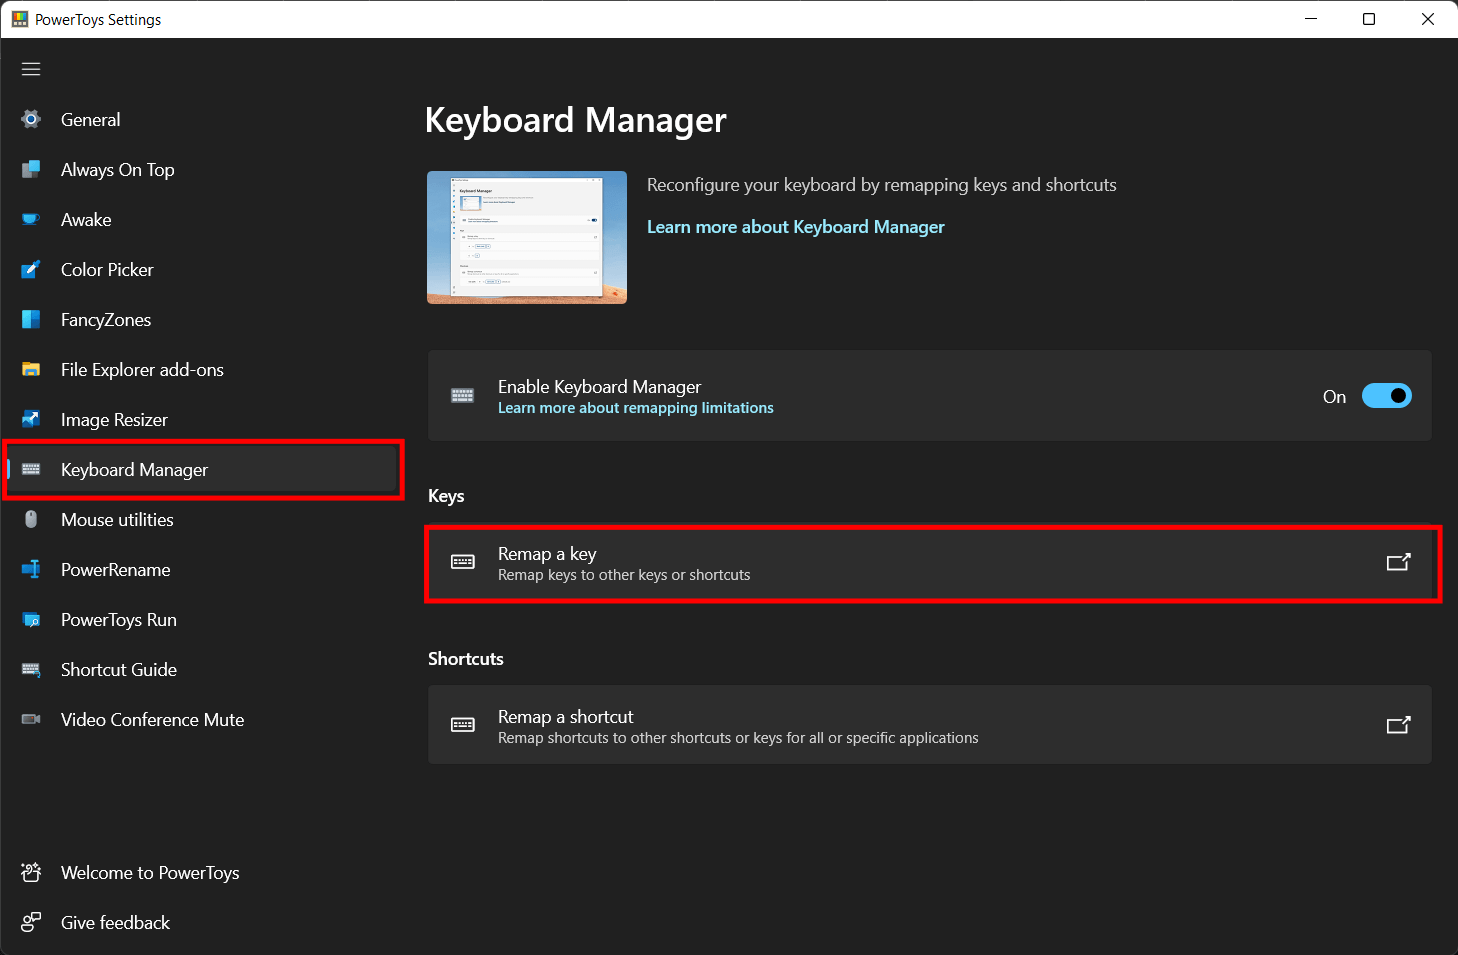 PowerToys Settings
General
Always On Top
Awake
Color Picker
FancyZones
File Explorer add-ons
Image Resizer
Keyboard Manager
Mouse utilities
PowerRename
PowerToys Run
Shortcut Guide
Video Conference Mute
Welcome to PowerToys
Give feedback
Keyboard Manager
Reconfigure your keyboard by remapping keys and shortcuts
Learn more about Keyboard Manager
Enable Keyboard Manager
Learn more about remapping limitations
On
Keys
Remap a key
Remap keys to other keys or shortcuts
Shortcuts
Remap a shortcut
Remap shortcuts to other shortcuts or keys for all or specific applications